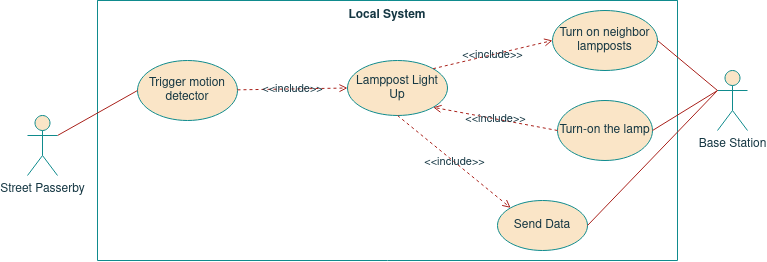 Local System
Turn on neighbor
lampposts
<<include>>
Trigger motion
detector
<<include>>
Lamppost Light
Up
<<include>>
Turn-on the lamp
Base Station
<<include>>
Street Passerby
Send Data